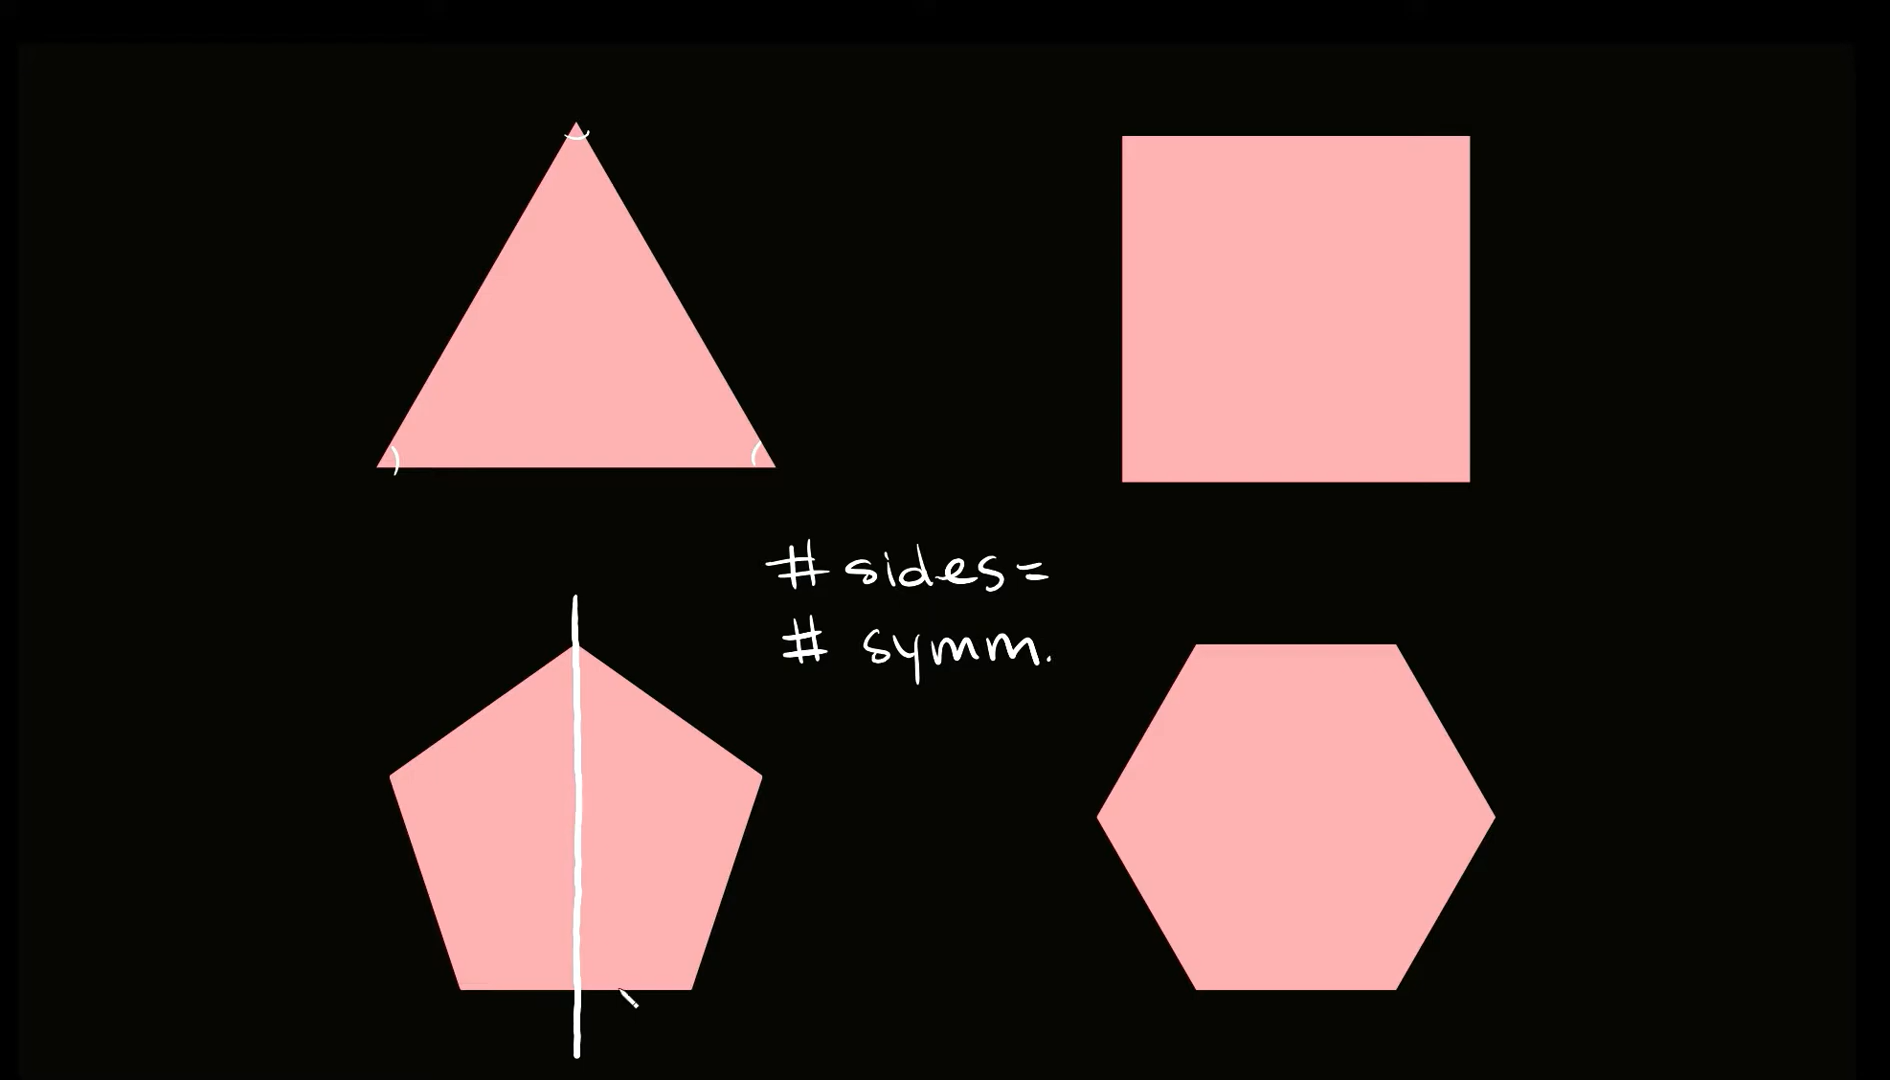 # sides =
# symm.